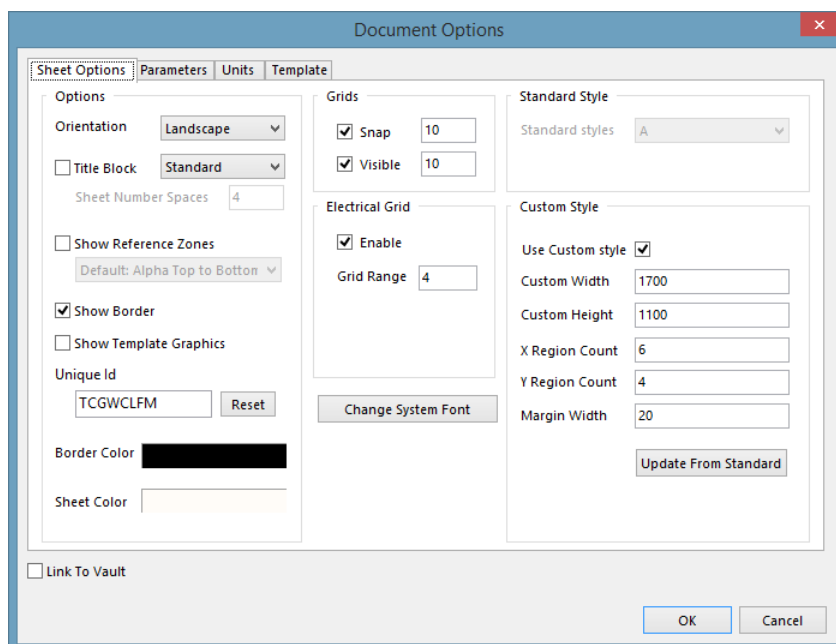 Document Options
Sheet Options Parameters Units Template
Options
Orientation Landscape
Title Block Standard
Sheet Number Spaces 4
Show Reference Zones
Default: Alpha Top to Bottom
Show Border
Show Template Graphics
Unique Id
TCGWCLFM Reset
Border Color
Sheet Color
Grids
Snap 10
Visible 10
Electrical Grid
Enable
Grid Range 4
Change System Font
Standard Style
Standard styles A
Custom Style
Use Custom style
Custom Width 1700
Custom Height 1100
X Region Count 6
Y Region Count 4
Margin Width 20
Update From Standard
Link To Vault
OK Cancel